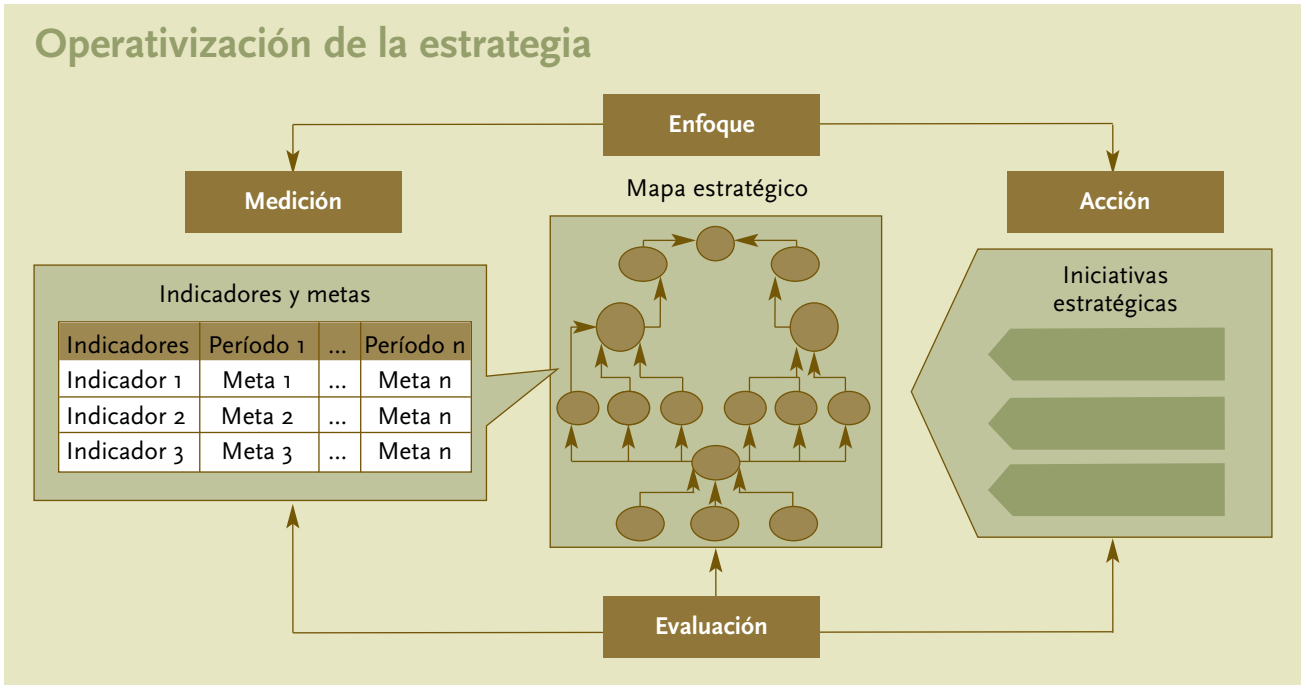 Operativización de la estrategia
Enfoque
Medición
Mapa estratégico
Acción
Indicadores y metas
Indicadores Período 1 ... Período n
Indicador 1 Meta 1 ... Meta n
Indicador 2 Meta 2 ... Meta n
Indicador 3 Meta 3 ... Meta n
Iniciativas
estratégicas
Evaluación